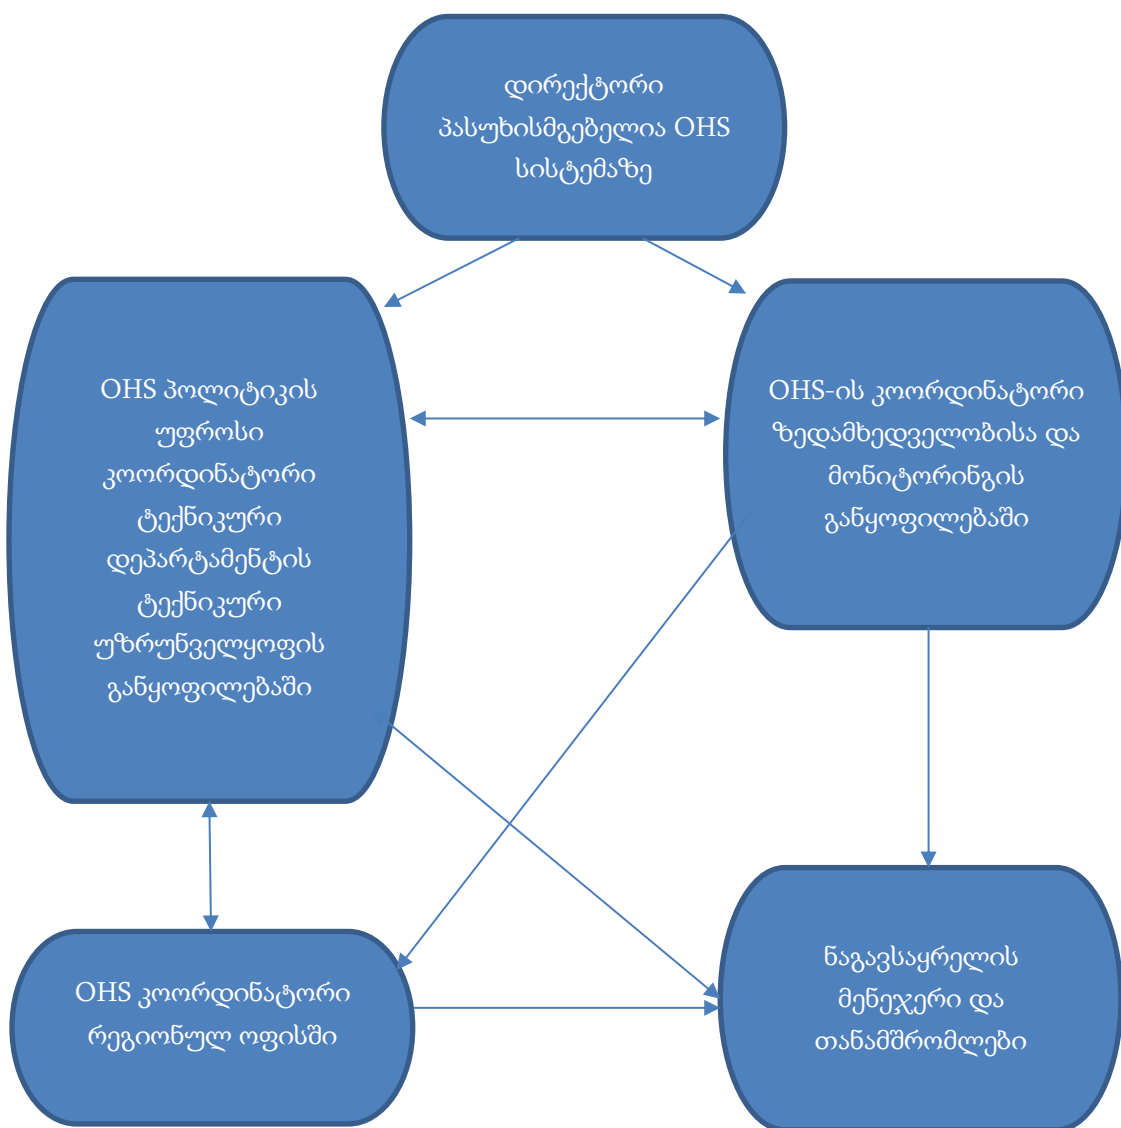 დირექტორი
პასუხისმგებელია OHS
სისტემაზე
OHS პოლიტიკის
უფროსი
კოორდინატორი
ტექნიკური
დეპარტამენტის
ტექნიკური
უზრუნველყოფის
განყოფილებაში
OHS-ის კოორდინატორი
ზედამხედველობისა და
მონიტორინგის
განყოფილებაში
OHS კოორდინატორი
რეგიონულ ოფისში
ნაგავსაყრელის
მენეჯერი და
თანამშრომლები